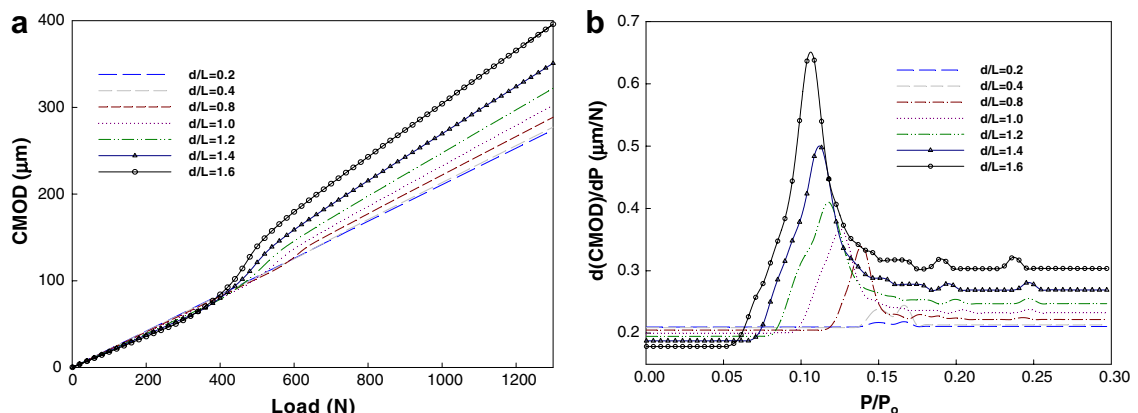 a
CMOD (μm)
400
300
200
100
0
d/L=0.2
d/L=0.4
d/L=0.8
d/L=1.0
d/L=1.2
d/L=1.4
d/L=1.6
0 200 400 600 800 1000 1200
Load (N)
b
d(CMOD)/dP (μm/N)
0.7
0.6
0.5
0.4
0.3
0.2
d/L=0.2
d/L=0.4
d/L=0.8
d/L=1.0
d/L=1.2
d/L=1.4
d/L=1.6
0.00 0.05 0.10 0.15 0.20 0.25 0.30
P/Po